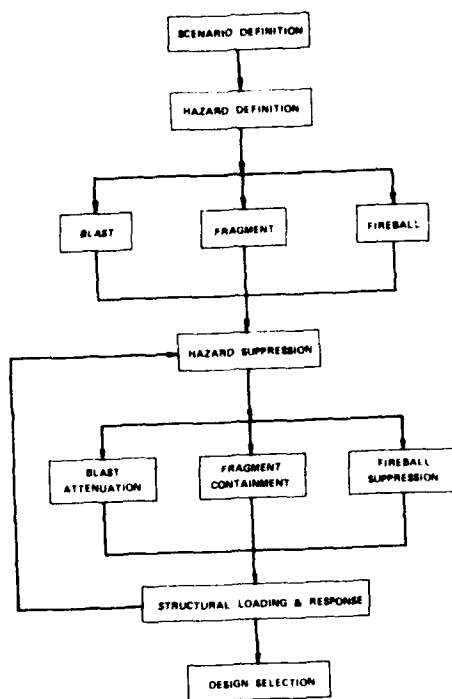 SCENARIO DEFINITION
HAZARD DEFINITION
BLAST
FRAGMENT
FIREBALL
HAZARD SUPPRESSION
BLAST
ATTENUATION
FRAGMENT
CONTAINMENT
FIREBALL
SUPPRESSION
STRUCTURAL LOADING & RESPONSE
DESIGN SELECTION